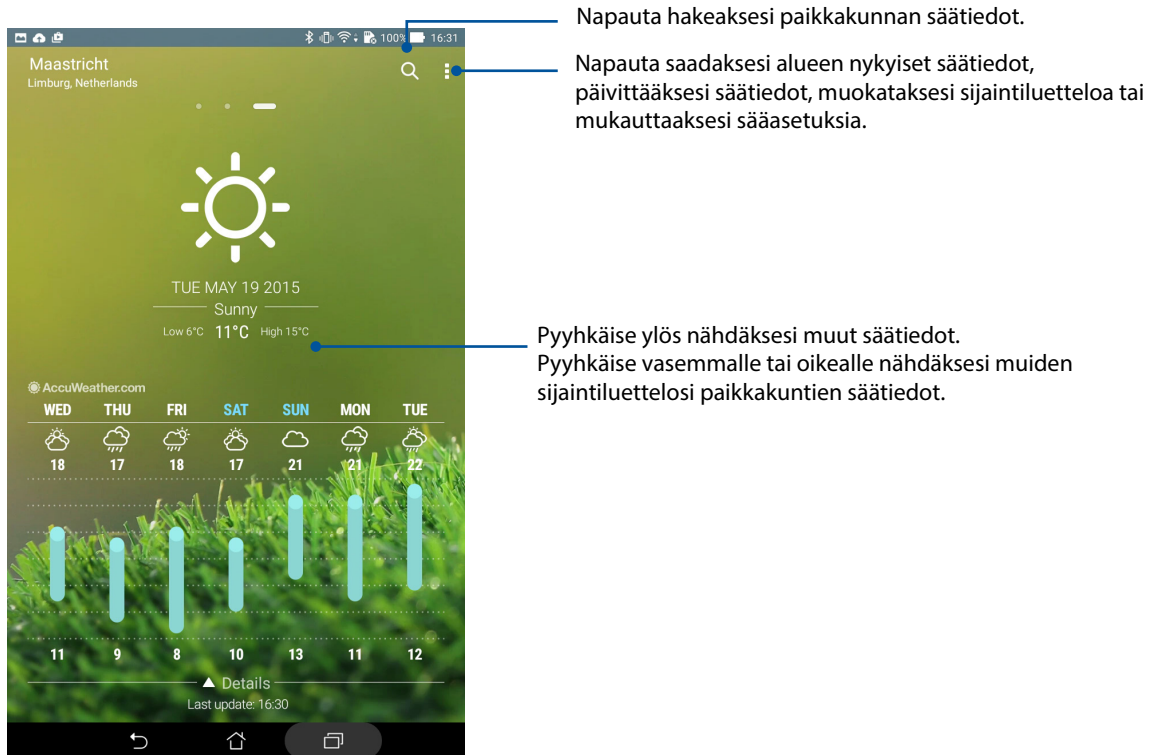 Napauta hakeaksesi paikkakunnan säätiedot.
100% 16:31
Maastricht
Limburg, Netherlands
Napauta saadaksesi alueen nykyiset säätiedot,
päivittääksesi säätiedot, muokataksesi sijaintiluetteloa tai
mukauttaaksesi sääasetuksia.
TUE MAY 19 2015
Sunny
Low 6°C 11°C High 15°C
Pyyhkäise ylös nähdäksesi muut säätiedot.
Pyyhkäise vasemmalle tai oikealle nähdäksesi muiden
sijaintiluettelosi paikkakuntien säätiedot.
AccuWeather.com
WED THU FRI SAT SUN MON TUE
18 17 18 17 21 21 22
11 9 8 10 13 11 12
Details
Last update: 16:30